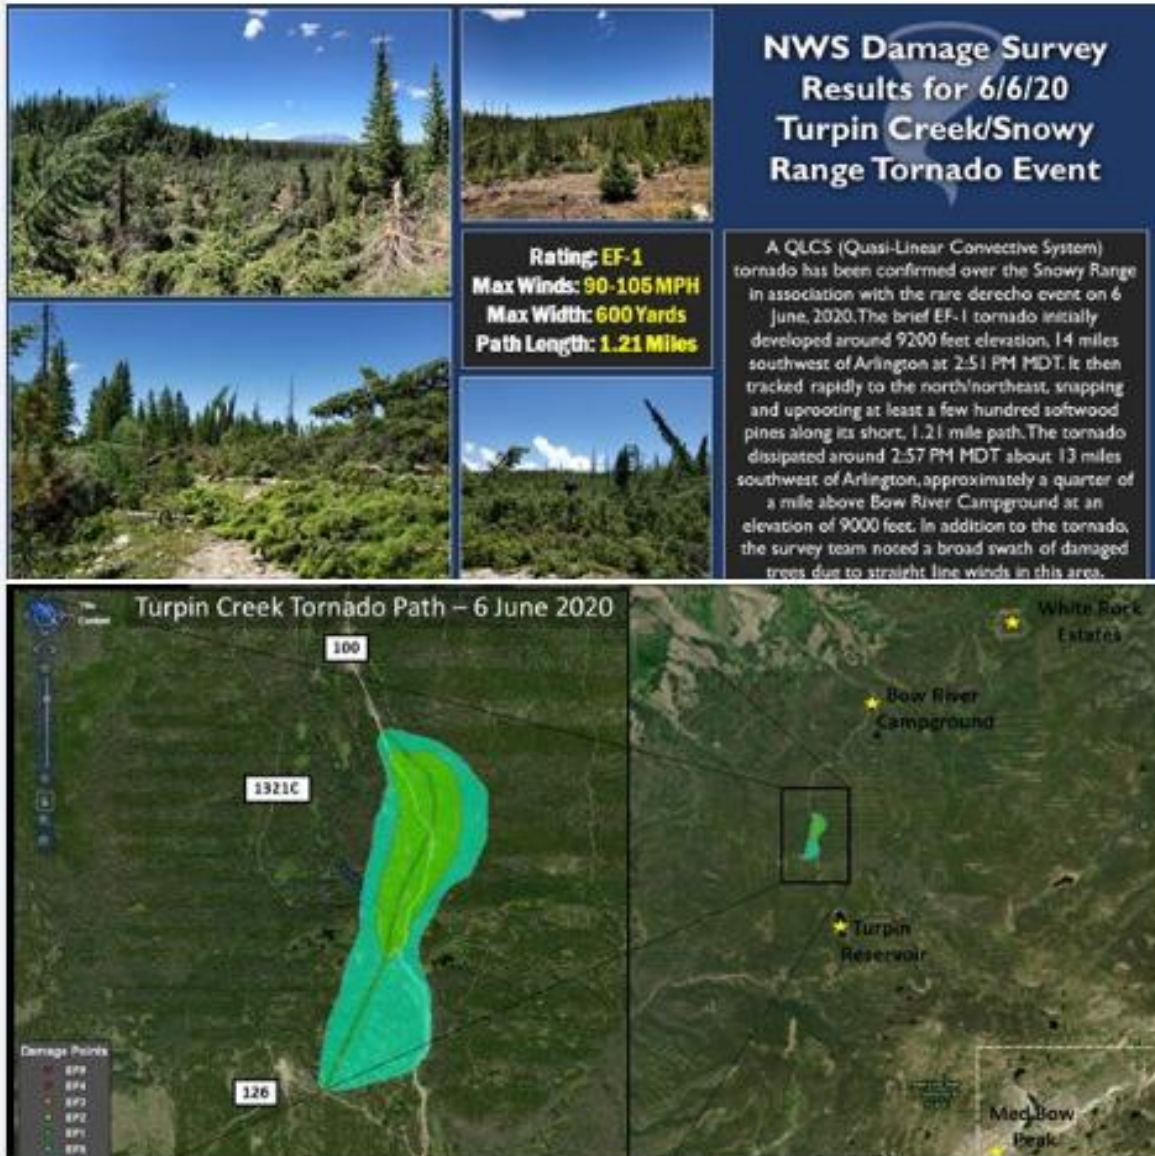 NWS Damage Survey
Results for 6/6/20
Turpin Creek/Snowy
Range Tornado Event
Rating: EF-1
Max Winds: 90-105 MPH
Max Width: 600 Yards
Path Length: 1.21 Miles
A QLCS (Quasi-Linear Convective System)
tornado has been confirmed over the Snowy Range
in association with the rare derecho event on 6
June, 2020. The brief EF-1 tornado initially
developed around 9200 feet elevation, 14 miles
southwest of Arlington at 2:51 PM MDT. It then
tracked rapidly to the north/northeast, snapping
and uprooting at least a few hundred softwood
pines along its short, 1.21 mile path. The tornado
dissipated around 2:57 PM MDT about 13 miles
southwest of Arlington, approximately a quarter of
a mile above Bow River Campground at an
elevation of 9000 feet. In addition to the tornado,
the survey team noted a broad swath of damaged
trees due to straight line winds in this area.
Turpin Creek Tornado Path – 6 June 2020
100
1321C
126
Damage Points
White Rock
Estates
Bow River
Campground
Turpin
Reservoir
Med Bow
Peak